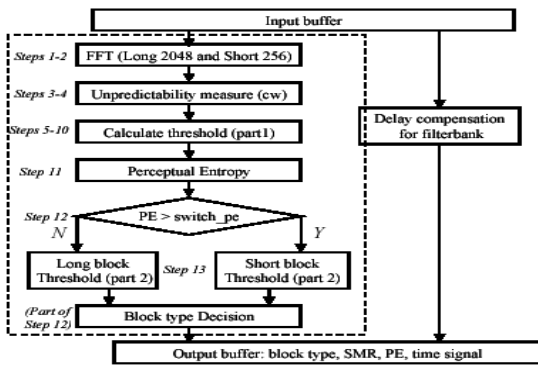 Input buffer
Steps 1-2
FFT (Long 2048 and Short 256)
Steps 3-4
Unpredictability measure (cw)
Steps 5-10
Calculate threshold (part1)
Delay compensation
for filterbank
Step 11
Perceptual Entropy
Step 12
PE > switch_pe
N
Y
Long block
Threshold (part 2)
Step 13
Short block
Threshold (part 2)
(Part of
Step 12)
Block type Decision
Output buffer: block type, SMR, PE, time signal